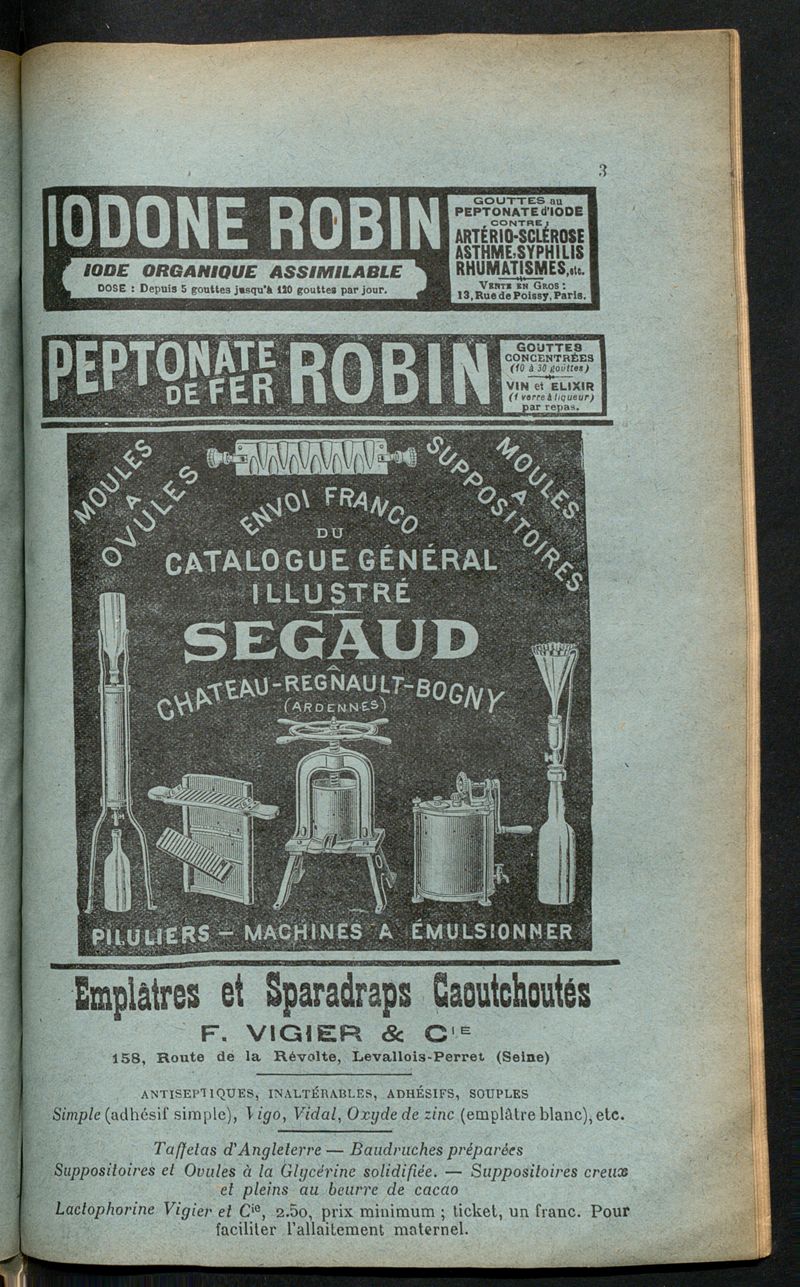 3
IODONE ROBIN
IODE ORGANIQUE ASSIMILABLE
DOSE : Depuis 5 gouttes jusqu'à 120 gouttes par jour.
GOUTTES au
PEPTONATE d'IODE
CONTRE :
ARTÉRIO-SCLÉROSE
ASTHME, SYPHILIS
RHUMATISMES, etc.
VENTE EN GROS :
13, Rue de Poissy, Paris.
PEPTONATE DE FER ROBIN
GOUTTES
CONCENTRÉES
(10 à 30 gouttes)
VIN et ELIXIR
(1 verre à liqueur)
par repas.
MOULES
A
OVULES
MOULES
A
SUPPOSITOIRES
ENVOI FRANCO
DU
CATALOGUE GÉNÉRAL
ILLUSTRÉ
SEGAUD
A
CHATEAU-REGNAULT-BOGNY
(ARDENNES)
PILULIERS — MACHINES A ÉMULSIONNER
Emplâtres et Sparadraps Caoutchoutés
F. VIGIER & CIE
158, Route de la Révolte, Levallois-Perret (Seine)
ANTISEPTIQUES, INALTÉRABLES, ADHÉSIFS, SOUPLES
Simple (adhésif simple), Vigo, Vidal, Oxyde de zinc (emplâtre blanc), etc.
Taffetas d'Angleterre — Baudruches préparées
Suppositoires et Ovules à la Glycérine solidifiée. — Suppositoires creux
et pleins au beurre de cacao
Lactophorine Vigier et Cie, 2.50, prix minimum ; ticket, un franc. Pour
faciliter l'allaitement maternel.